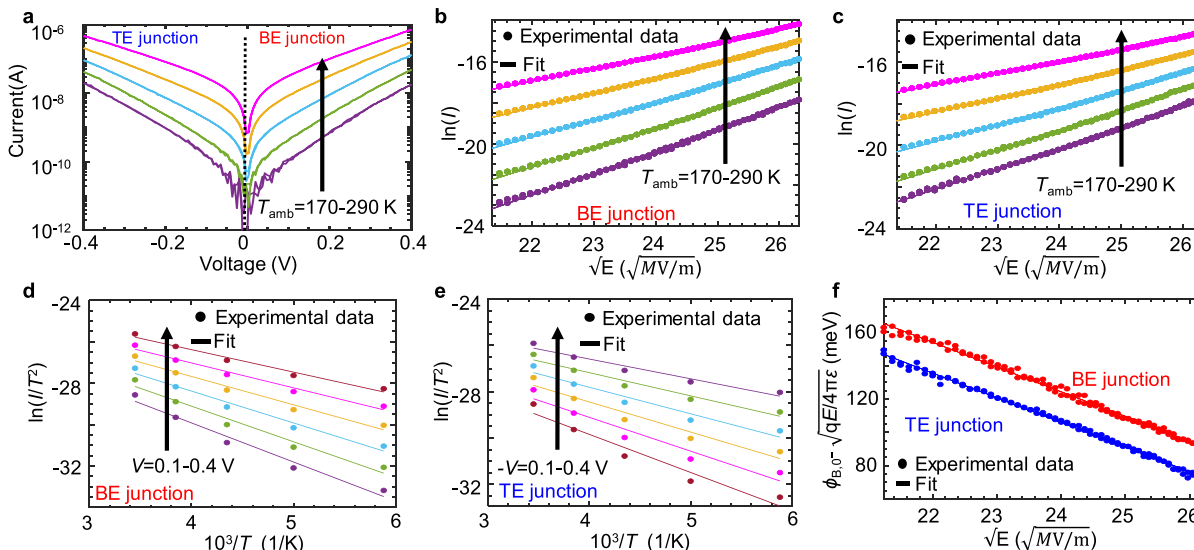 a
TE junction
BE junction
Current(A)
10⁻⁶
10⁻⁸
10⁻¹⁰
10⁻¹²
T_amb=170-290 K
-0.4 -0.2 0 0.2 0.4
Voltage (V)
b
Experimental data
Fit
ln(I)
-16
-20
-24
T_amb=170-290 K
BE junction
22 23 24 25 26
√E (√MV/m)
c
Experimental data
Fit
ln(I)
-16
-20
-24
T_amb=170-290 K
TE junction
22 23 24 25 26
√E (√MV/m)
d
Experimental data
Fit
ln(I/T²)
-24
-28
-32
V=0.1-0.4 V
BE junction
3 4 5 6
10³/T (1/K)
e
Experimental data
Fit
ln(I/T²)
-24
-28
-32
-V=0.1-0.4 V
TE junction
3 4 5 6
10³/T (1/K)
f
ϕ_B,0-√qE/4πε (meV)
160
120
80
BE junction
TE junction
Experimental data
Fit
22 23 24 25 26
√E (√MV/m)